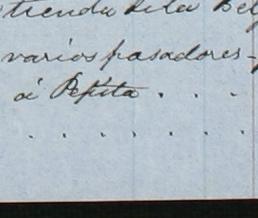 tienda de la Bel
varios pasadores-
á Pepita . . .
. . . . . .